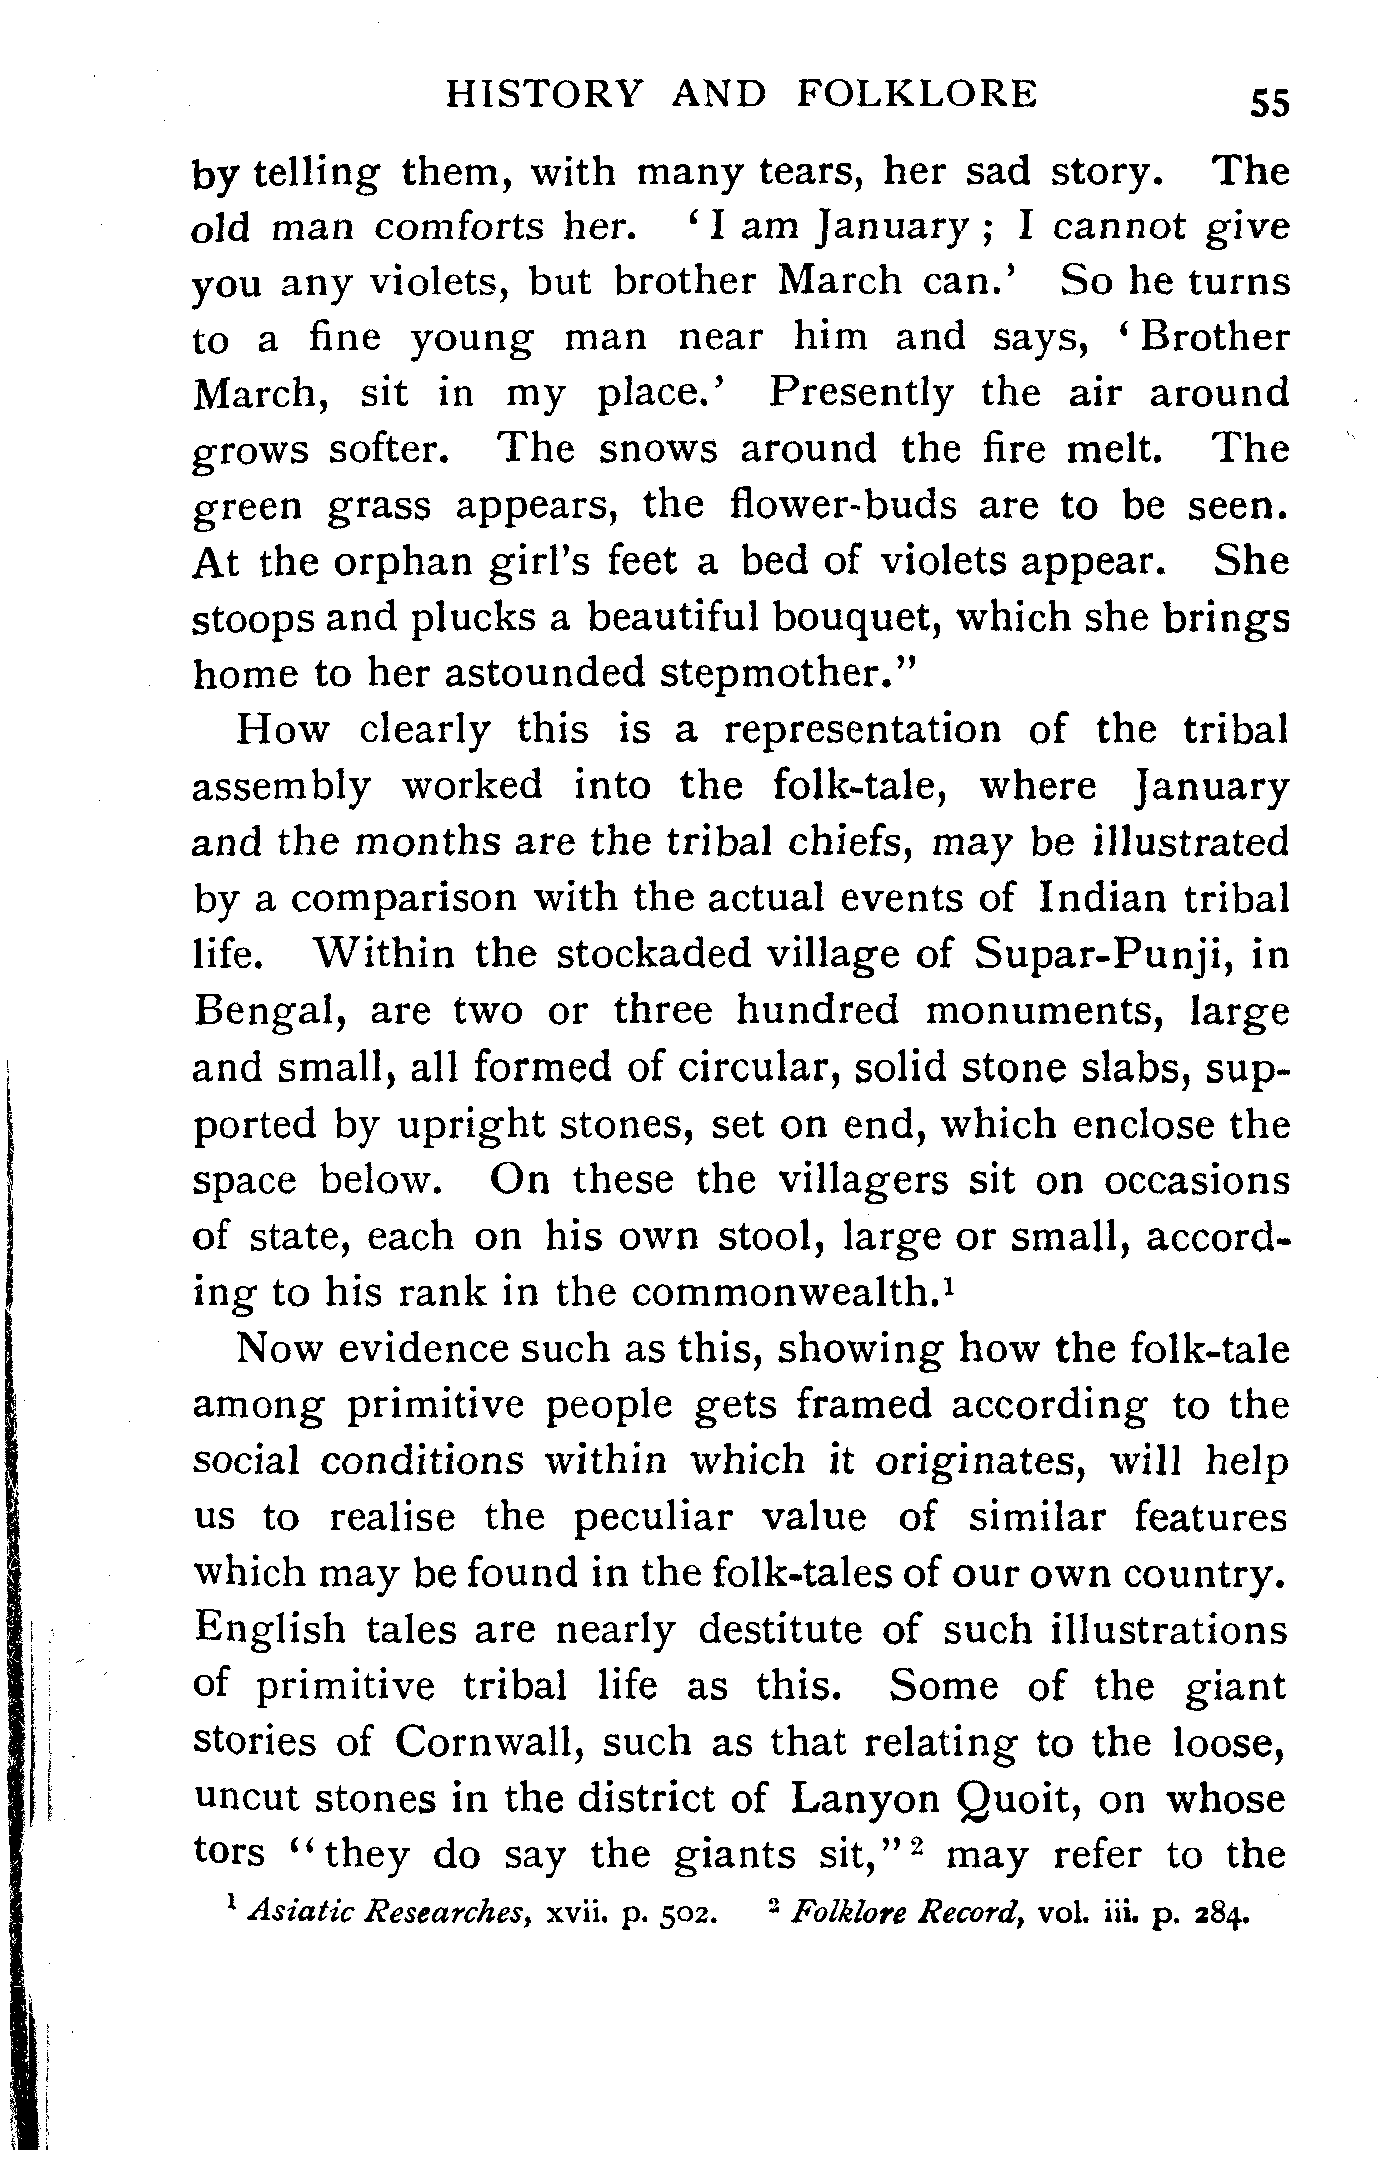 HISTORY AND FOLKLORE 55
by telling them, with many tears, her sad story. The
old man comforts her. ‘I am January; I cannot give
you any violets, but brother March can.’ So he turns
to a fine young man near him and says, ‘Brother
March, sit in my place.’ Presently the air around
grows softer. The snows around the fire melt. The
green grass appears, the flower-buds are to be seen.
At the orphan girl’s feet a bed of violets appear. She
stoops and plucks a beautiful bouquet, which she brings
home to her astounded stepmother.”
How clearly this is a representation of the tribal
assembly worked into the folk-tale, where January
and the months are the tribal chiefs, may be illustrated
by a comparison with the actual events of Indian tribal
life. Within the stockaded village of Supar-Punji, in
Bengal, are two or three hundred monuments, large
and small, all formed of circular, solid stone slabs, sup-
ported by upright stones, set on end, which enclose the
space below. On these the villagers sit on occasions
of state, each on his own stool, large or small, accord-
ing to his rank in the commonwealth.¹
Now evidence such as this, showing how the folk-tale
among primitive people gets framed according to the
social conditions within which it originates, will help
us to realise the peculiar value of similar features
which may be found in the folk-tales of our own country.
English tales are nearly destitute of such illustrations
of primitive tribal life as this. Some of the giant
stories of Cornwall, such as that relating to the loose,
uncut stones in the district of Lanyon Quoit, on whose
tors “they do say the giants sit,”² may refer to the
¹ Asiatic Researches, xvii. p. 502. ² Folklore Record, vol. iii. p. 284.